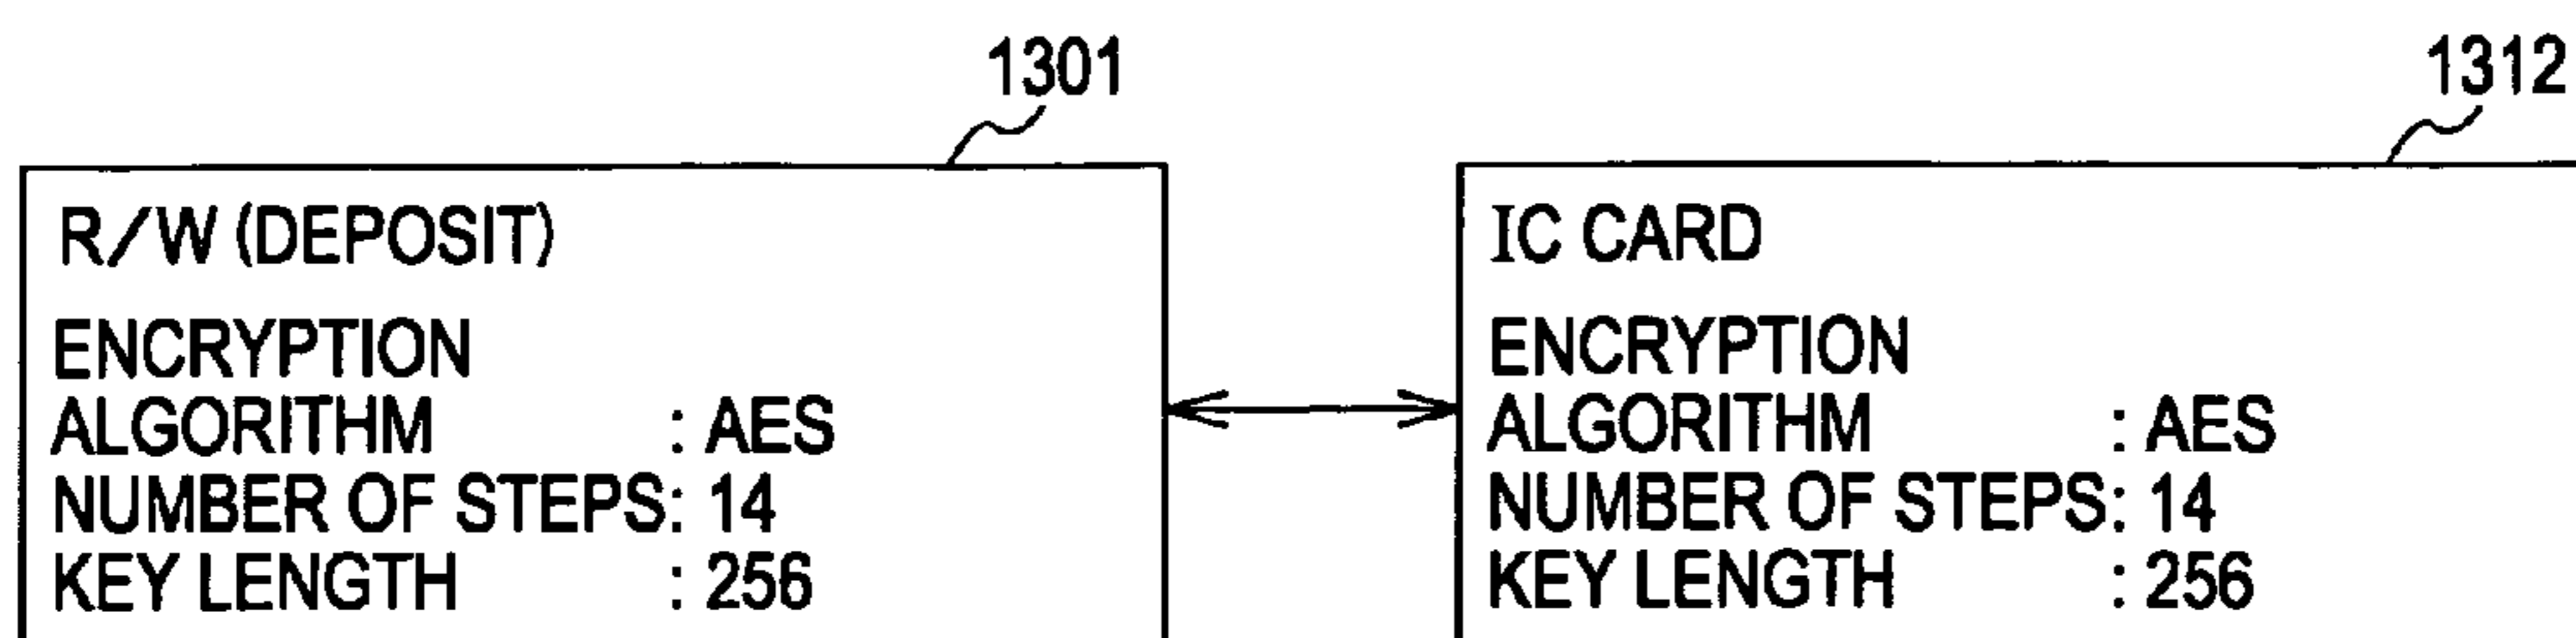 1301
R/W (DEPOSIT)
ENCRYPTION
ALGORITHM : AES
NUMBER OF STEPS: 14
KEY LENGTH : 256
1312
IC CARD
ENCRYPTION
ALGORITHM : AES
NUMBER OF STEPS: 14
KEY LENGTH : 256